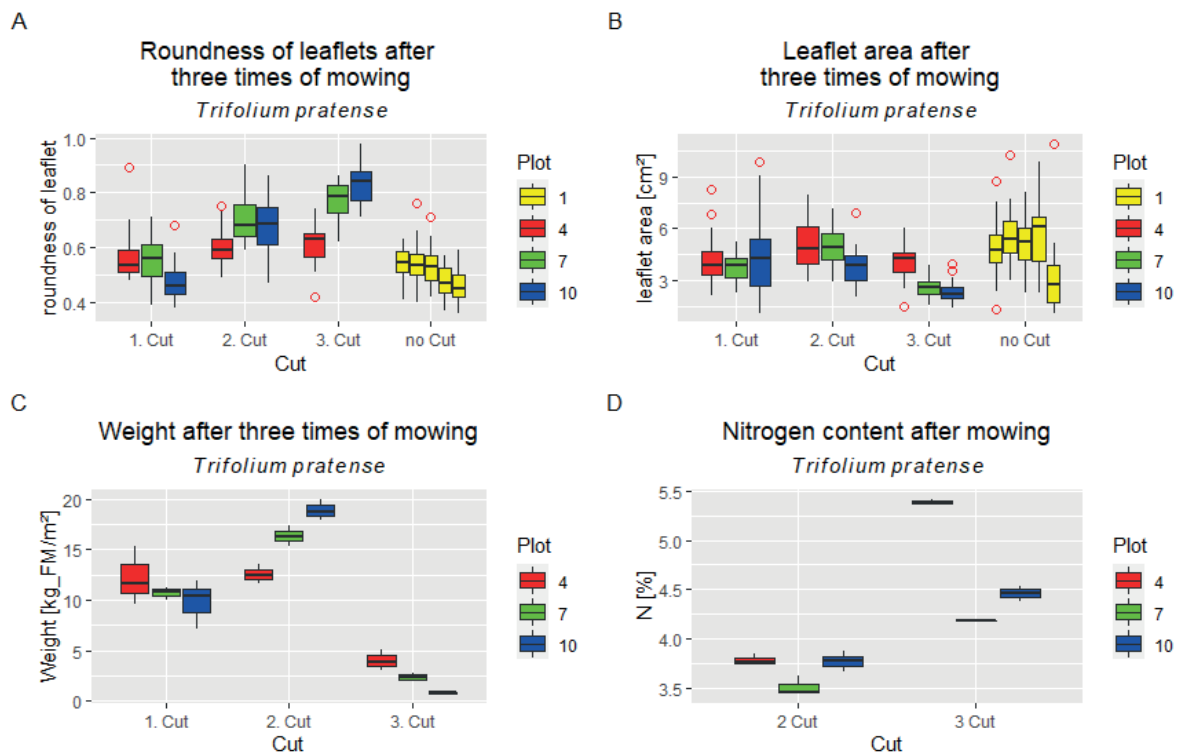 A
Roundness of leaflets after
three times of mowing
Trifolium pratense
roundness of leaflet
1.0
0.8
0.6
0.4
1. Cut
2. Cut
3. Cut
no Cut
Cut
Plot
1
4
7
10
B
Leaflet area after
three times of mowing
Trifolium pratense
leaflet area [cm²]
9
6
3
1. Cut
2. Cut
3. Cut
no Cut
Cut
Plot
1
4
7
10
C
Weight after three times of mowing
Trifolium pratense
Weight [kg_FM/m²]
20
15
10
5
0
1. Cut
2. Cut
3. Cut
Cut
Plot
4
7
10
D
Nitrogen content after mowing
Trifolium pratense
N [%]
5.5
5.0
4.5
4.0
3.5
2 Cut
3 Cut
Cut
Plot
4
7
10